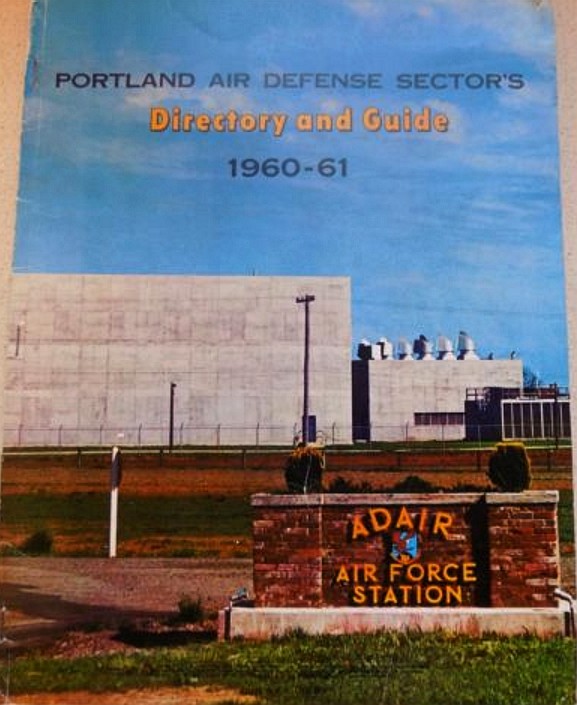 PORTLAND AIR DEFENSE SECTOR'S
Directory and Guide
1960-61
ADAIR
AIR FORCE
STATION